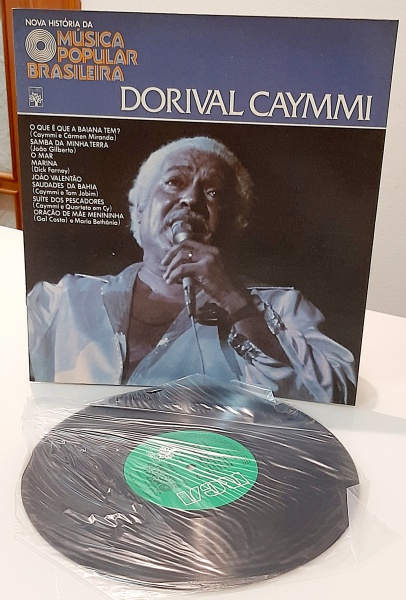 NOVA HISTÓRIA DA
MÚSICA
POPULAR
BRASILEIRA
DORIVAL CAYMMI
O QUE É QUE A BAIANA TEM?
(Caymmi e Carmen Miranda)
SAMBA DA MINHA TERRA
(João Gilberto)
O MAR
MARINA
(Dick Farney)
JOÃO VALENTÃO
SAUDADES DA BAHIA
(Caymmi e Tom Jobim)
SUÍTE DOS PESCADORES
(Caymmi e Quarteto em Cy)
ORAÇÃO DE MÃE MENININHA
(Gal Costa) e Maria Bethânia)